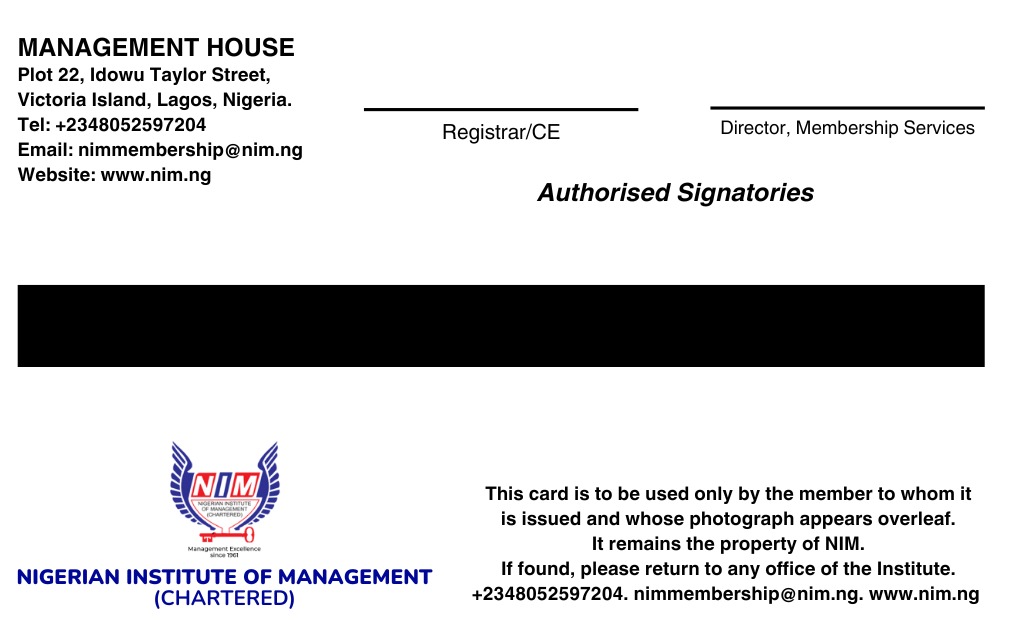 MANAGEMENT HOUSE
Plot 22, Idowu Taylor Street,
Victoria Island, Lagos, Nigeria.
Tel: +2348052597204
Email: nimmembership@nim.ng
Website: www.nim.ng
Registrar/CE
Director, Membership Services
Authorised Signatories
NIM
NIGERIAN INSTITUTE
OF MANAGEMENT
(CHARTERED)
Management Excellence
since 1961
NIGERIAN INSTITUTE OF MANAGEMENT
(CHARTERED)
This card is to be used only by the member to whom it
is issued and whose photograph appears overleaf.
It remains the property of NIM.
If found, please return to any office of the Institute.
+2348052597204. nimmembership@nim.ng. www.nim.ng